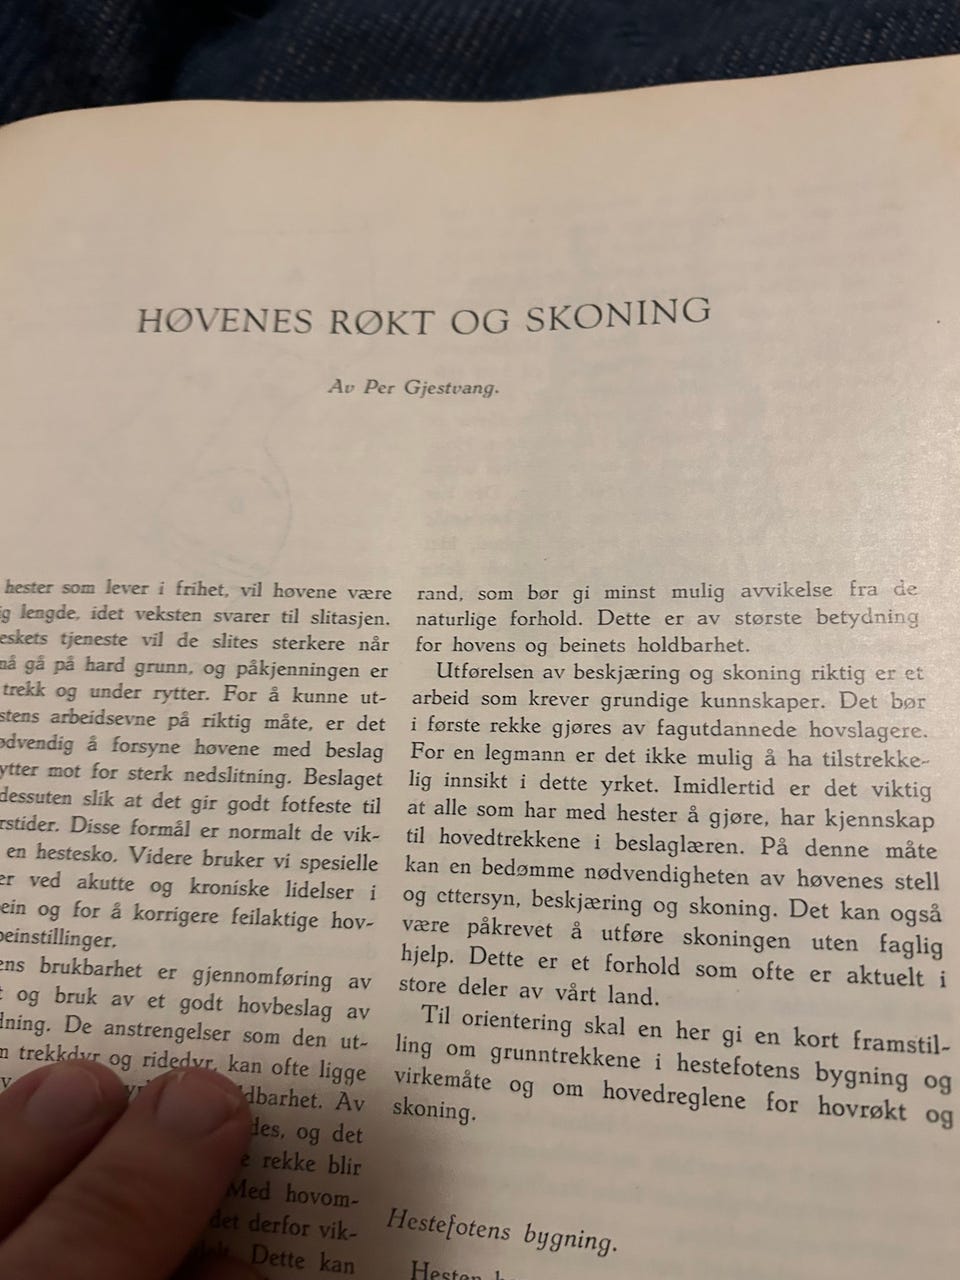 HØVENES RØKT OG SKONING
Av Per Gjestvang.
hester som lever i frihet, vil høvene være
lengde, idet veksten svarer til slitasjen.
tjeneste vil de slites sterkere når
gå på hard grunn, og påkjenningen er
trekk og under rytter. For å kunne ut-
arbeidsevne på riktig måte, er det
å forsyne høvene med beslag
mot for sterk nedslitning. Beslaget
dessuten slik at det gir godt fotfeste til
Disse formål er normalt de vik-
en hestesko. Videre bruker vi spesielle
ved akutte og kroniske lidelser i
og for å korrigere feilaktige hov-
brukbarhet er gjennomføring av
og bruk av et godt hovbeslag av
De anstrengelser som den ut-
trekkdyr og ridedyr, kan ofte ligge
Av
og det
rekke blir
Med hovom-
det derfor vik-
Dette kan
rand, som bør gi minst mulig avvikelse fra de
naturlige forhold. Dette er av største betydning
for hovens og beinets holdbarhet.
Utførelsen av beskjæring og skoning riktig er et
arbeid som krever grundige kunnskaper. Det bør
i første rekke gjøres av fagutdannede hovslagere.
For en legmann er det ikke mulig å ha tilstrekke-
lig innsikt i dette yrket. Imidlertid er det viktig
at alle som har med hester å gjøre, har kjennskap
til hovedtrekkene i beslaglæren. På denne måte
kan en bedømme nødvendigheten av høvenes stell
og cttersyn, beskjæring og skoning. Det kan også
være påkrevet å utføre skoningen uten faglig
hjelp. Dette er et forhold som ofte er aktuelt i
store deler av vårt land.
Til orientering skal en her gi en kort framstil-
ling om grunntrekkene i hestefotens bygning og
virkemåte og om hovedreglene for hovrøkt og
skoning.
Hestefotens bygning.
Hesten